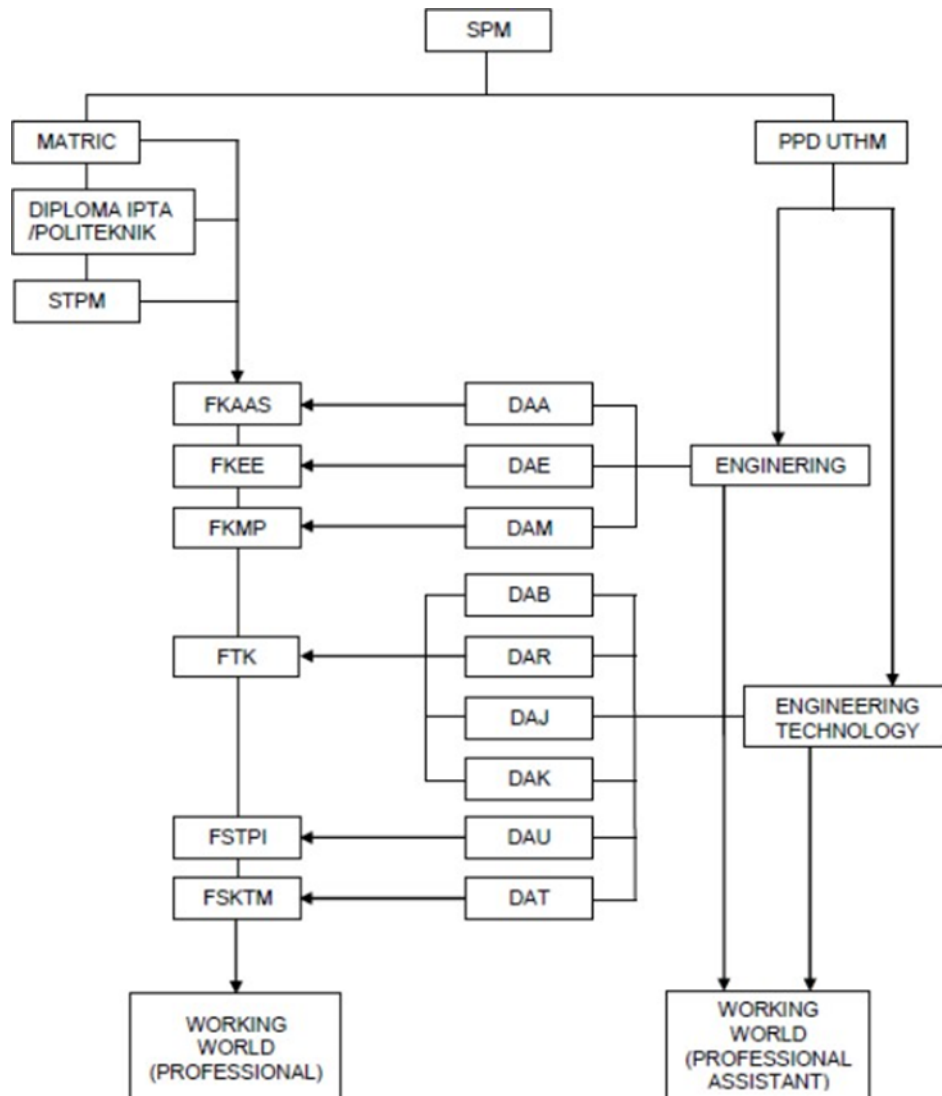 SPM
MATRIC
PPD UTHM
DIPLOMA IPTA
/POLITEKNIK
STPM
FKAAS
DAA
FKEE
DAE
ENGINERING
FKMP
DAM
DAB
FTK
DAR
DAJ
ENGINEERING
TECHNOLOGY
DAK
FSTPI
DAU
FSKTM
DAT
WORKING
WORLD
(PROFESSIONAL)
WORKING
WORLD
(PROFESSIONAL
ASSISTANT)